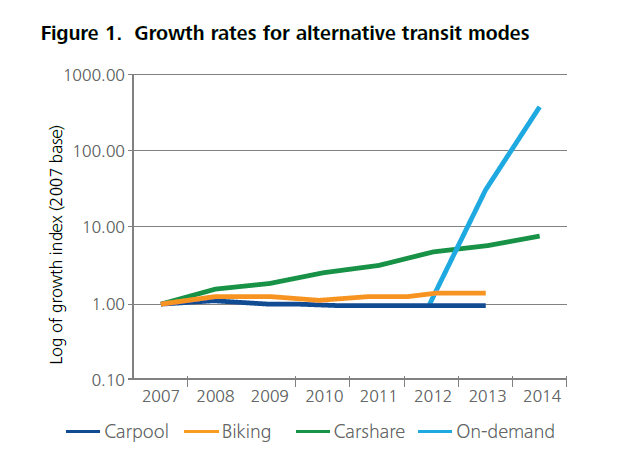 Figure 1. Growth rates for alternative transit modes
Log of growth index (2007 base)
1000.00
100.00
10.00
1.00
0.10
2007 2008 2009 2010 2011 2012 2013 2014
Carpool Biking Carshare On-demand